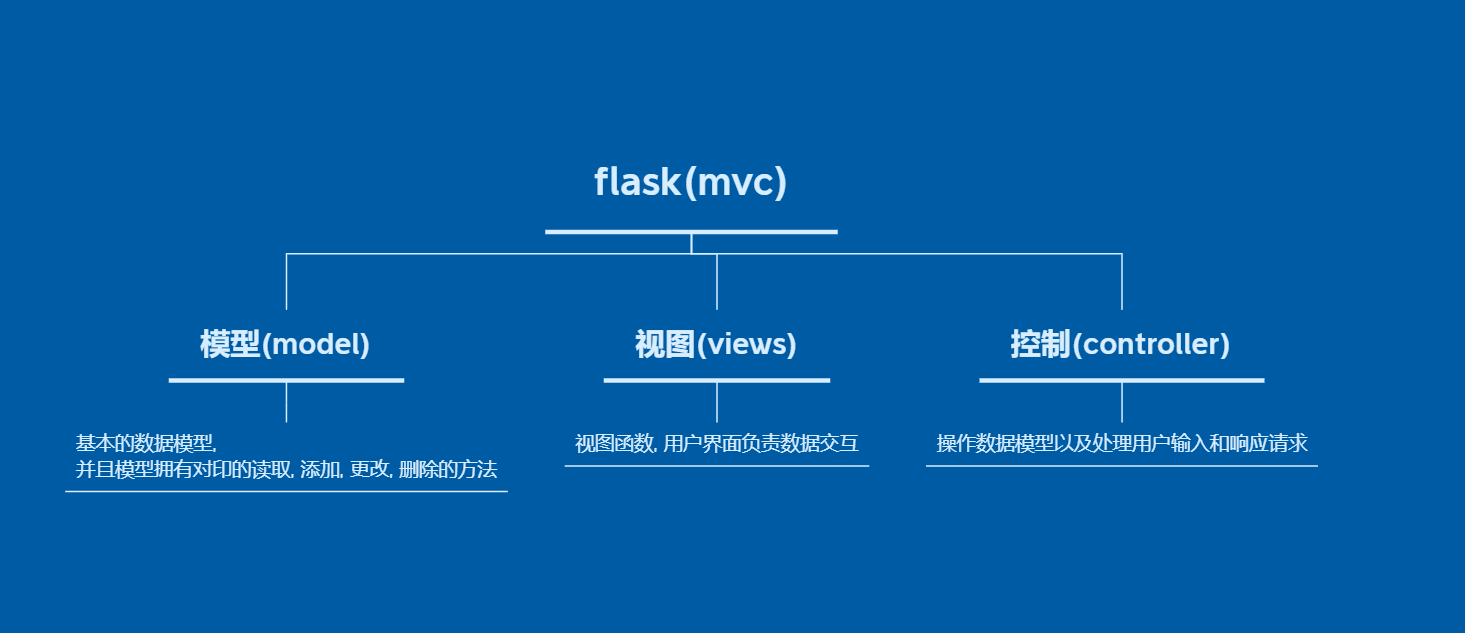 flask(mvc)
模型(model)
视图(views)
控制(controller)
基本的数据模型,
并且模型拥有对印的读取, 添加, 更改, 删除的方法
视图函数, 用户界面负责数据交互
操作数据模型以及处理用户输入和响应请求